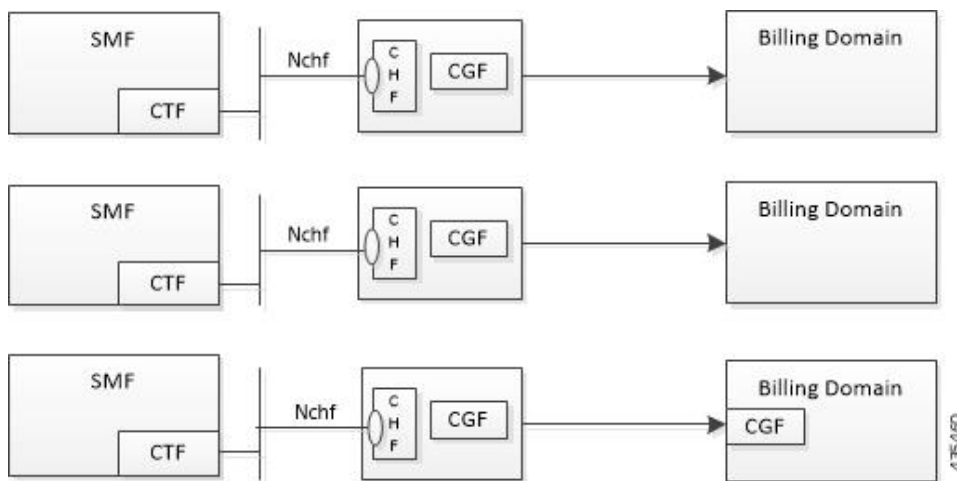 SMF
CTF
Nchf
C
H
F
CGF
Billing Domain
SMF
CTF
Nchf
C
H
F
CGF
Billing Domain
SMF
CTF
Nchf
C
H
F
CGF
Billing Domain
CGF